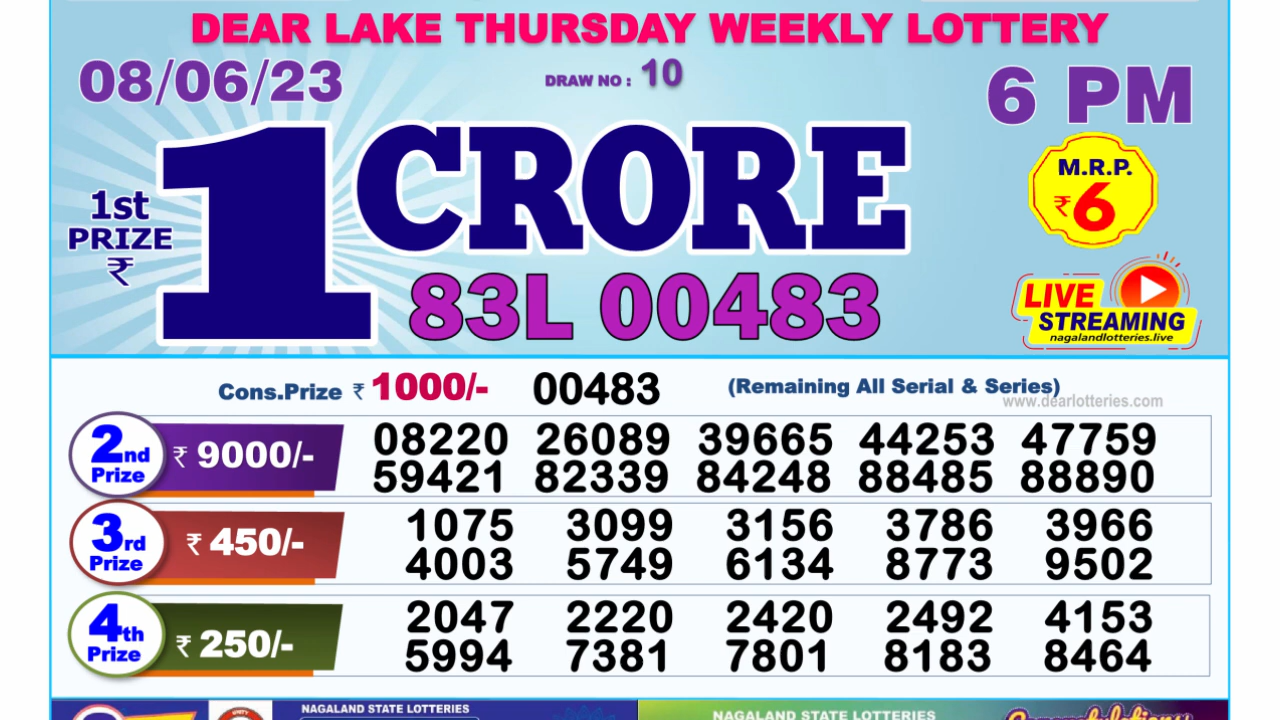 DEAR LAKE THURSDAY WEEKLY LOTTERY
08/06/23
DRAW NO : 10
6 PM
1st
PRIZE
₹
1 CRORE
83L 00483
M.R.P.
₹6
LIVE
STREAMING
nagalandlotteries.live
Cons.Prize ₹ 1000/- 00483 (Remaining All Serial & Series)
www.dearlotteries.com
2nd
Prize
₹ 9000/-
08220 26089 39665 44253 47759
59421 82339 84248 88485 88890
3rd
Prize
₹ 450/-
1075 3099 3156 3786 3966
4003 5749 6134 8773 9502
4th
Prize
₹ 250/-
2047 2220 2420 2492 4153
5994 7381 7801 8183 8464
NAGALAND STATE LOTTERIES
NAGALAND STATE LOTTERIES